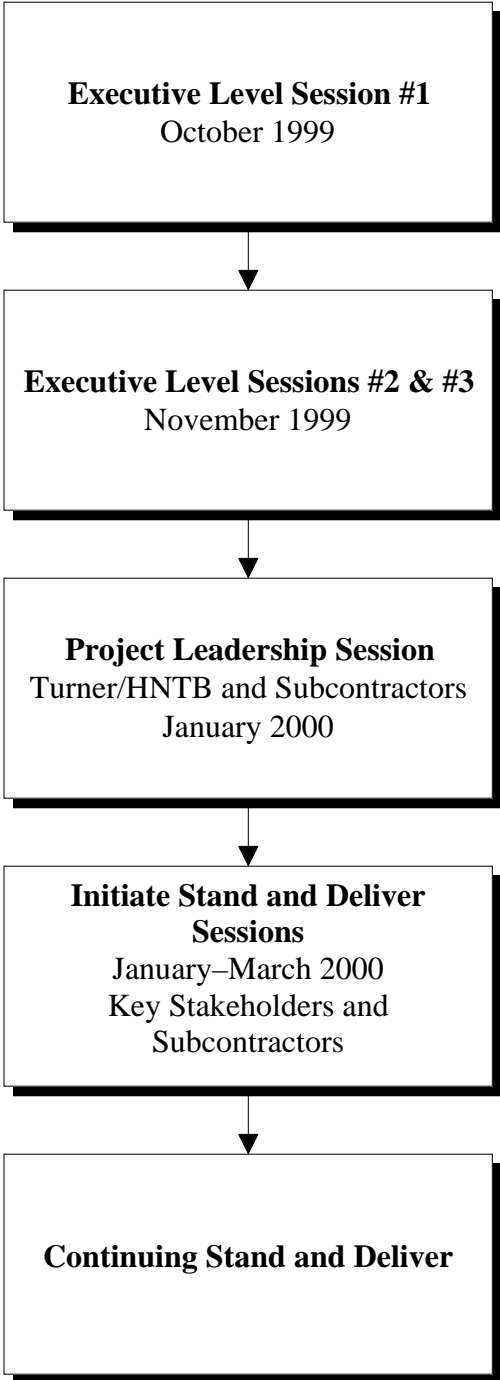 Executive Level Session #1
October 1999
Executive Level Sessions #2 & #3
November 1999
Project Leadership Session
Turner/HNTB and Subcontractors
January 2000
Initiate Stand and Deliver
Sessions
January–March 2000
Key Stakeholders and
Subcontractors
Continuing Stand and Deliver